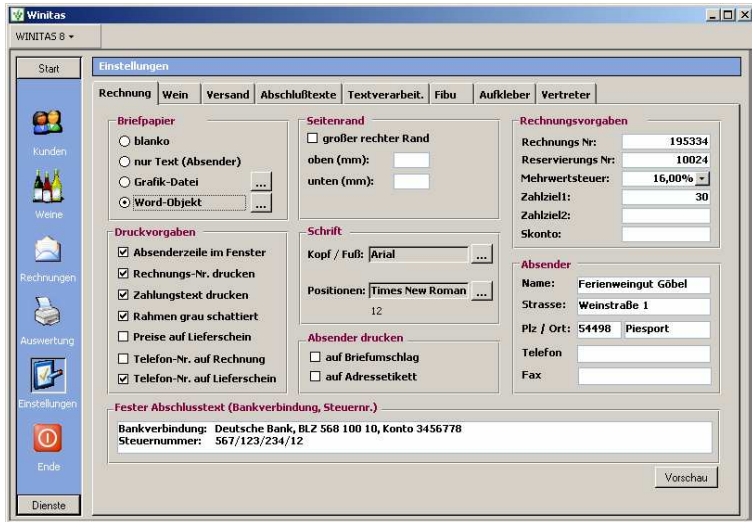 Winitas
WINITAS 8
Start
Kunden
Weine
Rechnungen
Auswertung
Einstellungen
Ende
Dienste
Einstellungen
Rechnung Wein Versand Abschlußtexte Textverarbeit. Fibu Aufkleber Vertreter
Briefpapier
blanko
nur Text (Absender)
Grafik-Datei ...
Word-Objekt ...
Druckvorgaben
Absenderzeile im Fenster
Rechnungs-Nr. drucken
Zahlungstext drucken
Rahmen grau schattiert
Preise auf Lieferschein
Telefon-Nr. auf Rechnung
Telefon-Nr. auf Lieferschein
Seitenrand
großer rechter Rand
oben (mm):
unten (mm):
Schrift
Kopf / Fuß: Arial ...
Positionen: Times New Roman ...
12
Absender drucken
auf Briefumschlag
auf Adressetikett
Rechnungsvorgaben
Rechnungs Nr: 195334
Reservierungs Nr: 10024
Mehrwertsteuer: 16,00%
Zahlziel1: 30
Zahlziel2:
Skonto:
Absender
Name: Ferienweingut Göbel
Strasse: Weinstraße 1
Plz / Ort: 54498 Piesport
Telefon
Fax
Fester Abschlusstext (Bankverbindung, Steuernr.)
Bankverbindung: Deutsche Bank, BLZ 568 100 10, Konto 3456778
Steuernummer: 567/123/234/12
Vorschau